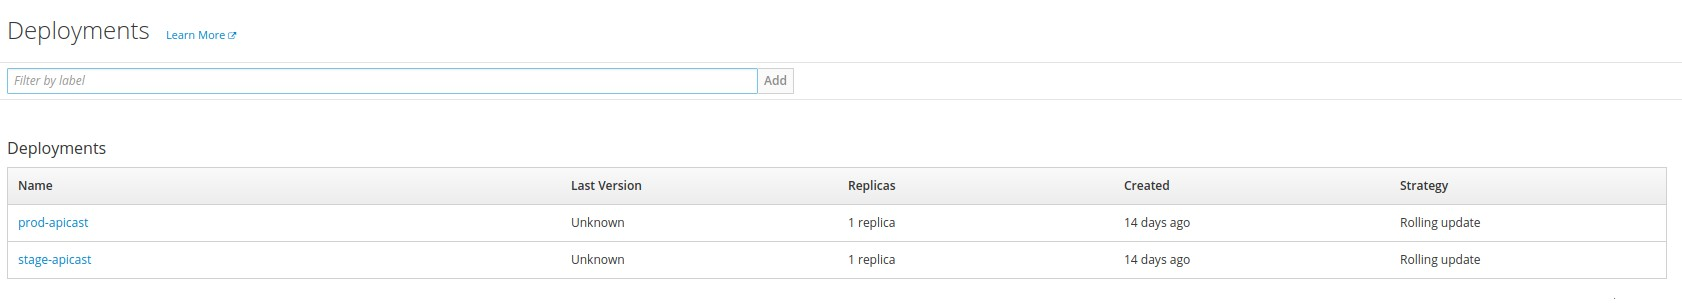 Deployments Learn More
Filter by label Add
Deployments
Name Last Version Replicas Created Strategy
prod-apicast Unknown 1 replica 14 days ago Rolling update
stage-apicast Unknown 1 replica 14 days ago Rolling update